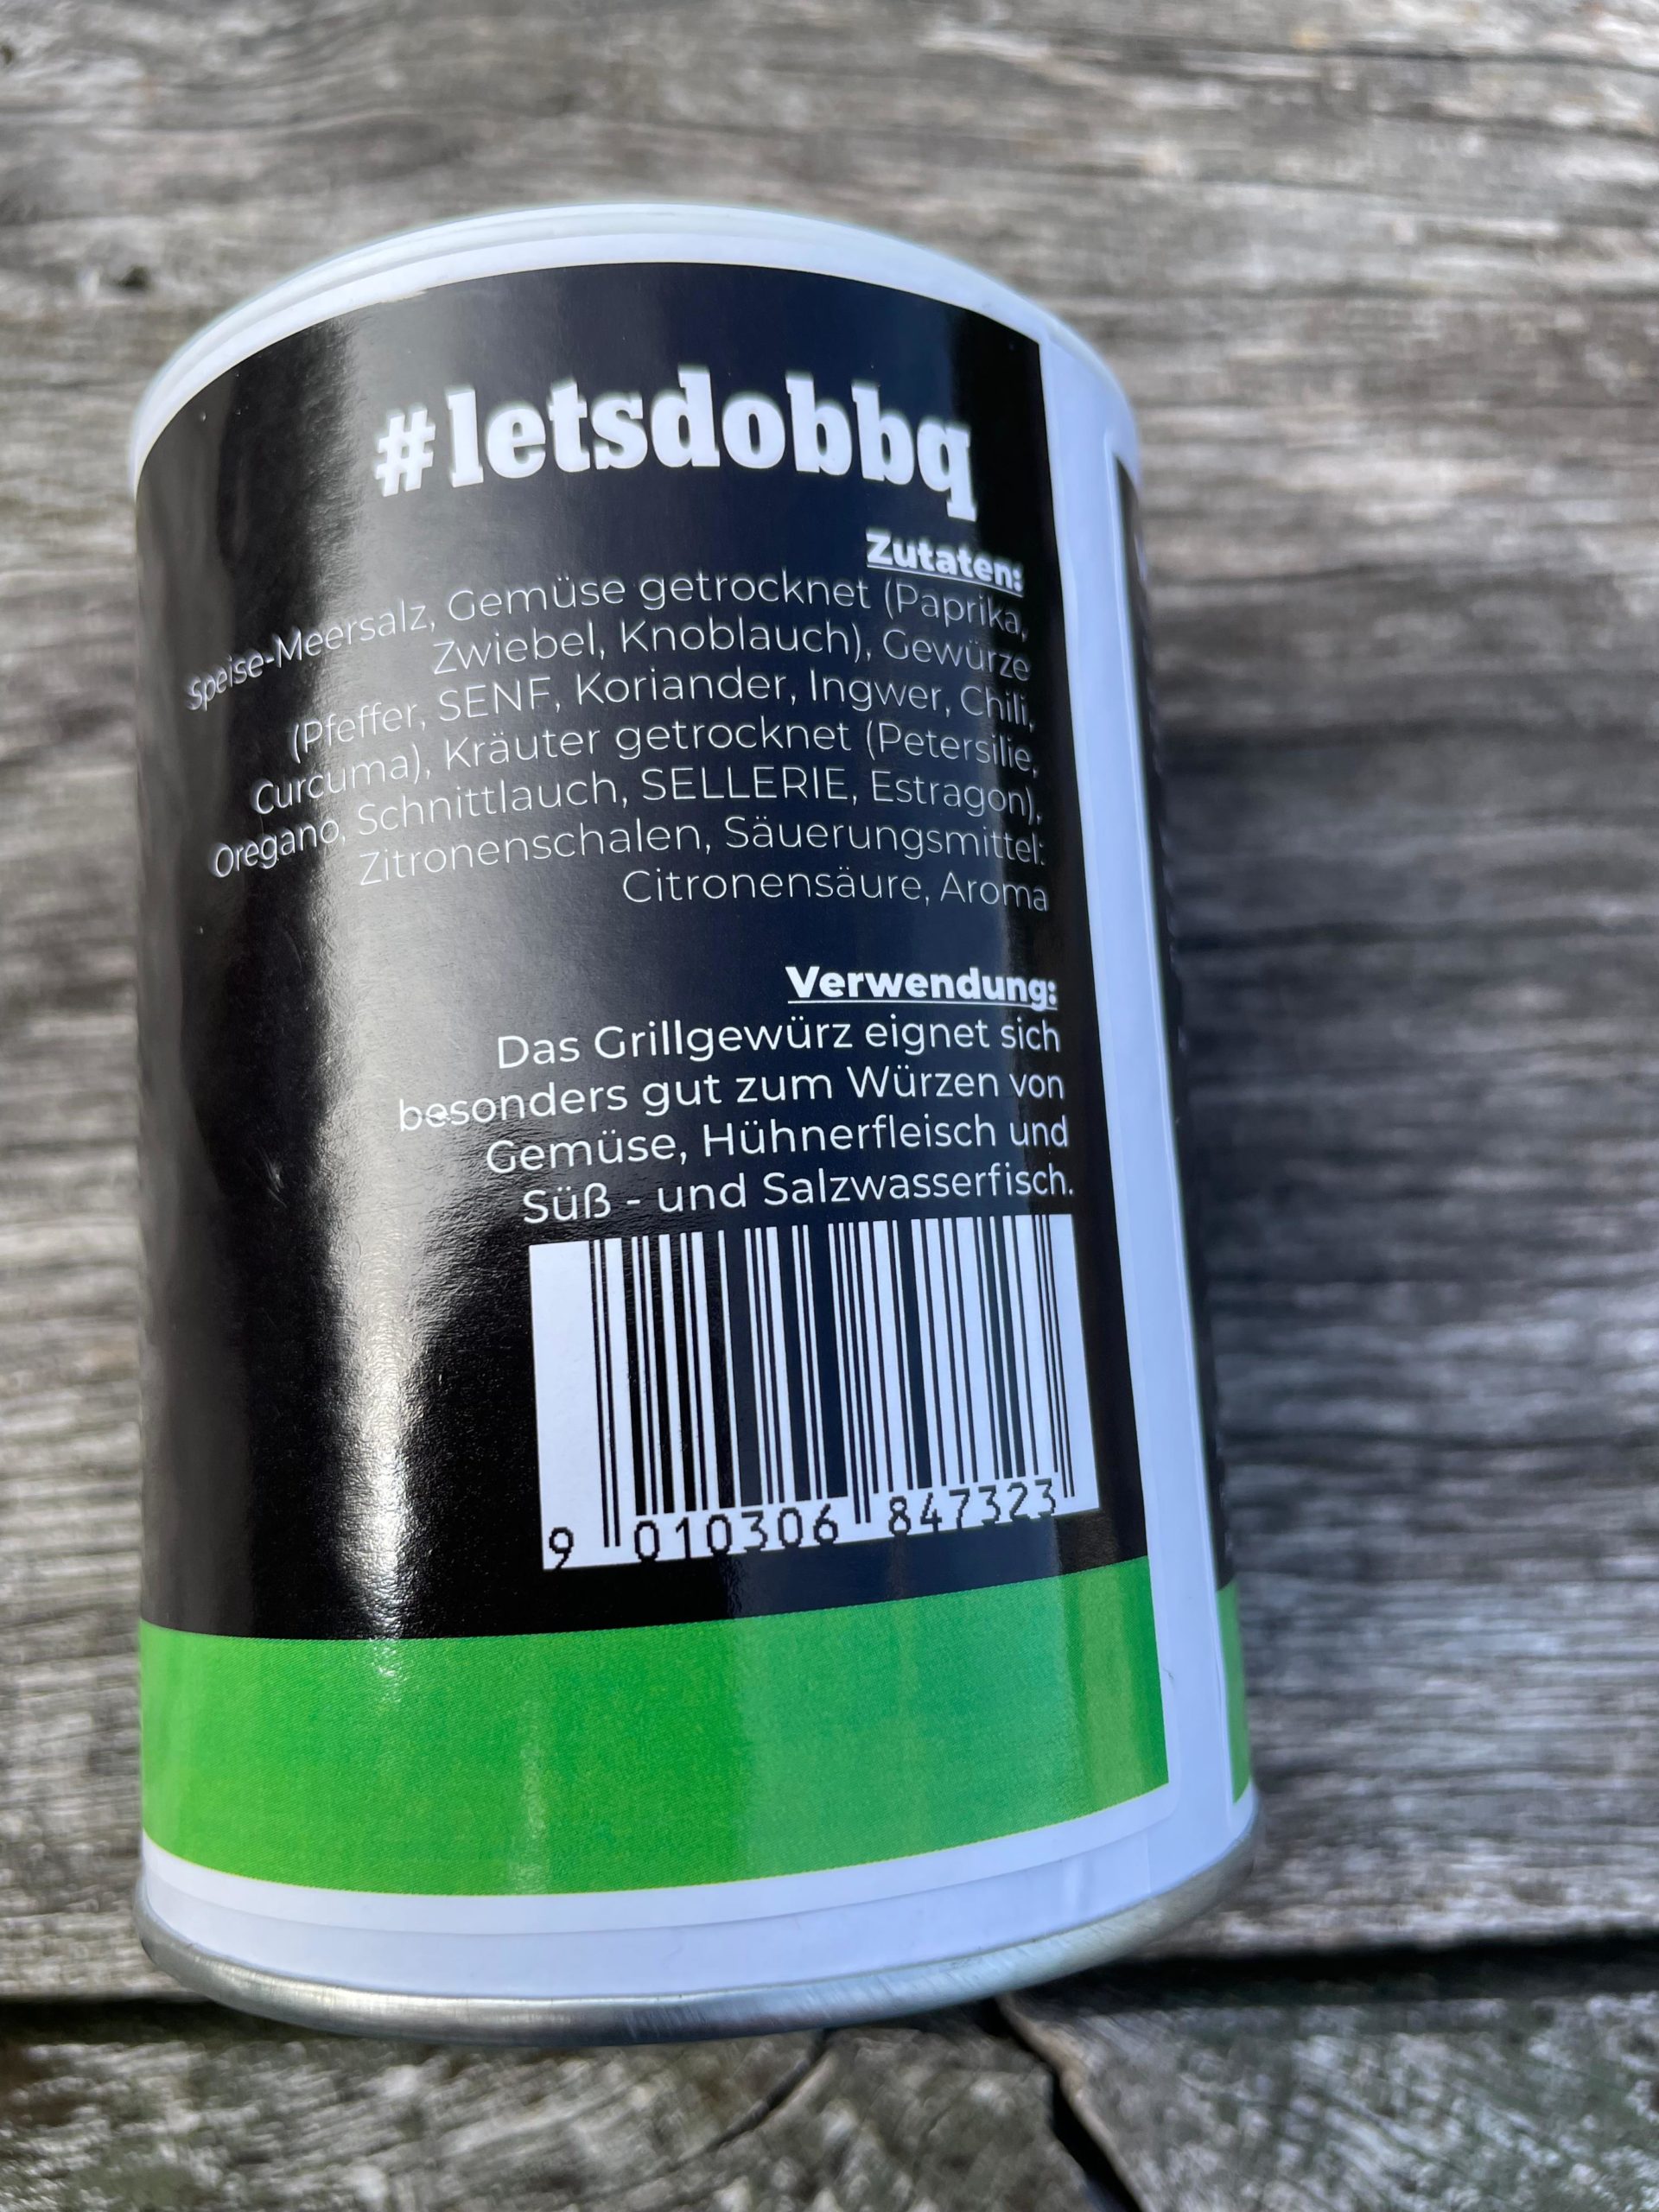 #letsdobbq
Zutaten:
Speise-Meersalz, Gemüse getrocknet (Paprika,
Zwiebel, Knoblauch), Gewürze
(Pfeffer, SENF, Koriander, Ingwer, Chili,
Curcuma), Kräuter getrocknet (Petersilie,
Oregano, Schnittlauch, SELLERIE, Estragon),
Zitronenschalen, Säuerungsmittel:
Citronensäure, Aroma
Verwendung:
Das Grillgewürz eignet sich
besonders gut zum Würzen von
Gemüse, Hühnerfleisch und
Süß - und Salzwasserfisch.
9 010306 847323